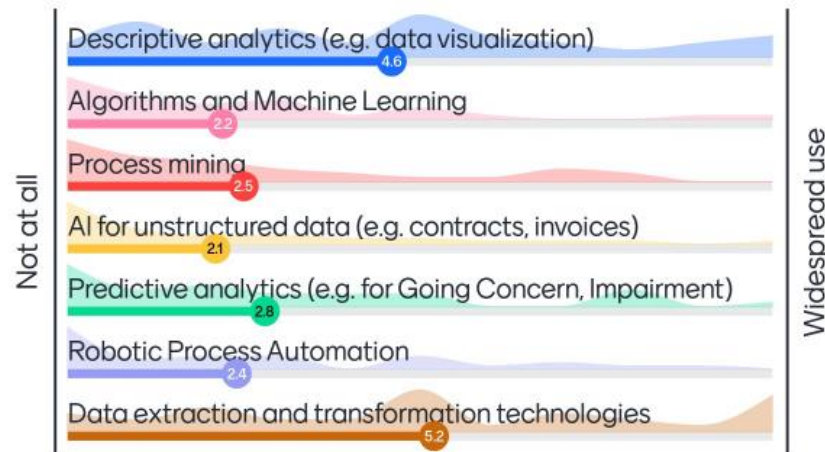 Not at all
Descriptive analytics (e.g. data visualization)
4.6
Algorithms and Machine Learning
2.2
Process mining
2.5
AI for unstructured data (e.g. contracts, invoices)
2.1
Predictive analytics (e.g. for Going Concern, Impairment)
2.8
Robotic Process Automation
2.4
Data extraction and transformation technologies
5.2
Widespread use